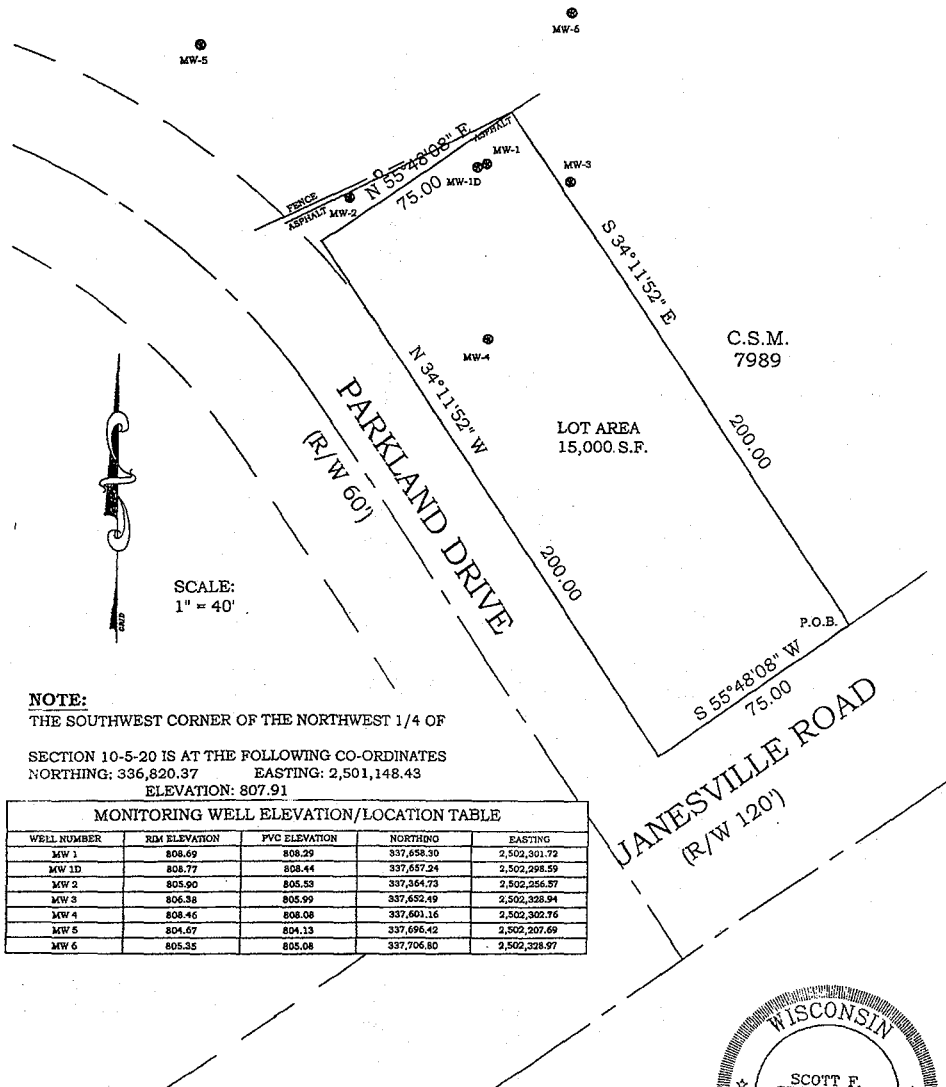 MW-5
MW-6
FENCE
ASPHALT
N 55°48'08" E
75.00
ASPHALT
MW-2
MW-1D
MW-1
MW-3
S 34°11'52" E
200.00
C.S.M.
7989
MW-4
N 34°11'52" W
200.00
LOT AREA
15,000 S.F.
PARKLAND DRIVE
(R/W 60')
GRID
SCALE:
1" = 40'
P.O.B.
S 55°48'08" W
75.00
JANESVILLE ROAD
(R/W 120')
NOTE:
THE SOUTHWEST CORNER OF THE NORTHWEST 1/4 OF
SECTION 10-5-20 IS AT THE FOLLOWING CO-ORDINATES
NORTHING: 336,820.37 EASTING: 2,501,148.43
ELEVATION: 807.91
MONITORING WELL ELEVATION/LOCATION TABLE
WELL NUMBER RIM ELEVATION PVC ELEVATION NORTHING EASTING
MW 1 808.69 808.29 337,658.30 2,502,301.72
MW 1D 808.77 808.44 337,657.24 2,502,298.59
MW 2 805.90 805.53 337,364.73 2,502,256.57
MW 3 806.38 805.99 337,652.49 2,502,328.94
MW 4 808.46 808.08 337,601.16 2,502,302.76
MW 5 804.67 804.13 337,696.42 2,502,207.69
MW 6 805.35 805.08 337,706.80 2,502,328.97
WISCONSIN
SCOTT F.